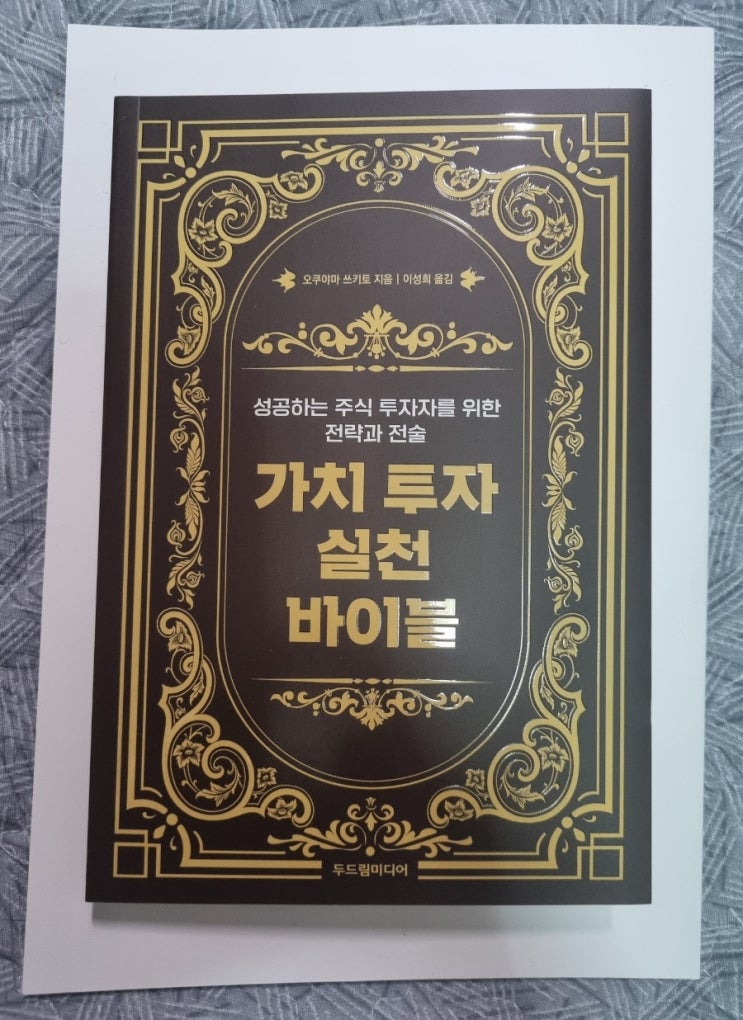 오쿠야마 쓰키토 지음 | 이성희 옮김
성공하는 주식 투자자를 위한
전략과 전술
가치 투자
실천
바이블
두드림미디어